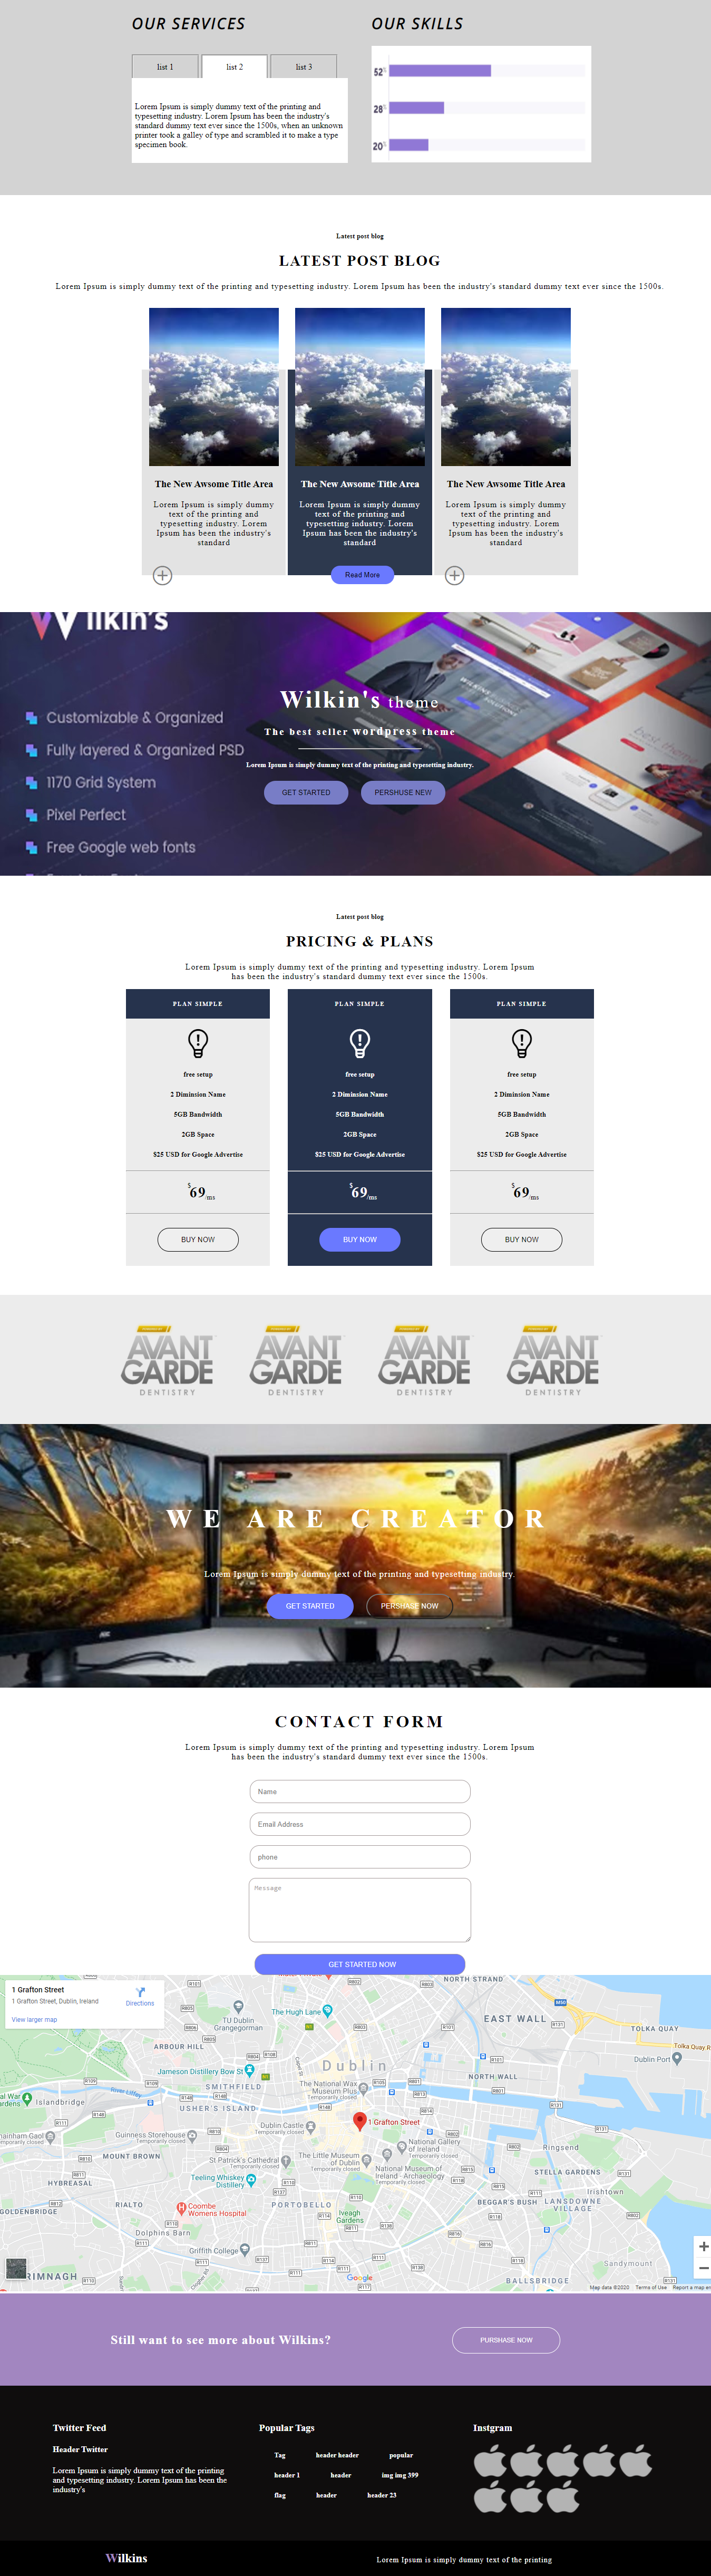 OUR SERVICES
OUR SKILLS
list 1
list 2
list 3
Lorem Ipsum is simply dummy text of the printing and
typesetting industry. Lorem Ipsum has been the industry's
standard dummy text ever since the 1500s, when an unknown
printer took a galley of type and scrambled it to make a type
specimen book.
52%
28%
20%
Latest post blog
LATEST POST BLOG
Lorem Ipsum is simply dummy text of the printing and typesetting industry. Lorem Ipsum has been the industry's standard dummy text ever since the 1500s.
The New Awsome Title Area
Lorem Ipsum is simply dummy
text of the printing and
typesetting industry. Lorem
Ipsum has been the industry's
standard
The New Awsome Title Area
Lorem Ipsum is simply dummy
text of the printing and
typesetting industry. Lorem
Ipsum has been the industry's
standard
Read More
The New Awsome Title Area
Lorem Ipsum is simply dummy
text of the printing and
typesetting industry. Lorem
Ipsum has been the industry's
standard
Wilkin's
Customizable & Organized
Fully layered & Organized PSD
1170 Grid System
Pixel Perfect
Free Google web fonts
Wilkin's theme
The best seller wordpress theme
Lorem Ipsum is simply dummy text of the printing and typesetting industry.
GET STARTED
PERSHUSE NEW
best theme
Latest post blog
PRICING & PLANS
Lorem Ipsum is simply dummy text of the printing and typesetting industry. Lorem Ipsum
has been the industry's standard dummy text ever since the 1500s.
PLAN SIMPLE
free setup
2 Diminsion Name
5GB Bandwidth
2GB Space
$25 USD for Google Advertise
$69/ms
BUY NOW
PLAN SIMPLE
free setup
2 Diminsion Name
5GB Bandwidth
2GB Space
$25 USD for Google Advertise
$69/ms
BUY NOW
PLAN SIMPLE
free setup
2 Diminsion Name
5GB Bandwidth
2GB Space
$25 USD for Google Advertise
$69/ms
BUY NOW
AVANT
GARDE
DENTISTRY
AVANT
GARDE
DENTISTRY
AVANT
GARDE
DENTISTRY
AVANT
GARDE
DENTISTRY
WE ARE CREATOR
Lorem Ipsum is simply dummy text of the printing and typesetting industry.
GET STARTED
PERSHASE NOW
CONTACT FORM
Lorem Ipsum is simply dummy text of the printing and typesetting industry. Lorem Ipsum
has been the industry's standard dummy text ever since the 1500s.
Name
Email Address
phone
Message
GET STARTED NOW
1 Grafton Street
1 Grafton Street, Dublin, Ireland
Directions
View larger map
NORTH STRAND
The Hugh Lane
TU Dublin
Grangegorman
EAST WALL
TOLKA QUAY
Tolka Quay R
Dublin Port
ARBOUR HILL
Dublin
Jameson Distillery Bow St
Temporarily closed
SMITHFIELD
The National Wax
Museum Plus
Temporarily closed
NORTH WALL
Islandbridge
River Liffey
USHER'S ISLAND
Dublin Castle
Temporarily closed
1 Grafton Street
Guinness Storehouse
Temporarily closed
National Gallery
of Ireland
Temporarily closed
Ringsend
MOUNT BROWN
St Patrick's Cathedral
Temporarily closed
The Little Museum
of Dublin
Temporarily closed
National Museum of
Ireland - Archaeology
Temporarily closed
STELLA GARDENS
HYBREASAL
Teeling Whiskey
Distillery
Irishtown
GOLDENBRIDGE
RIALTO
Coombe
Womens Hospital
PORTOBELLO
Iveagh
Gardens
BEGGAR'S BUSH
LANSDOWNE
VILLAGE
Dolphins Barn
Griffith College
Sandymount
RIMNAGH
Google
BALLSBRIDGE
Map data ©2020
Terms of Use
Report a map er
Still want to see more about Wilkins?
PURSHASE NOW
Twitter Feed
Header Twitter
Lorem Ipsum is simply dummy text of the printing
and typesetting industry. Lorem Ipsum has been the
industry's
Popular Tags
Tag
header header
popular
header 1
header
img img 399
flag
header
header 23
Instgram
Wilkins
Lorem Ipsum is simply dummy text of the printing